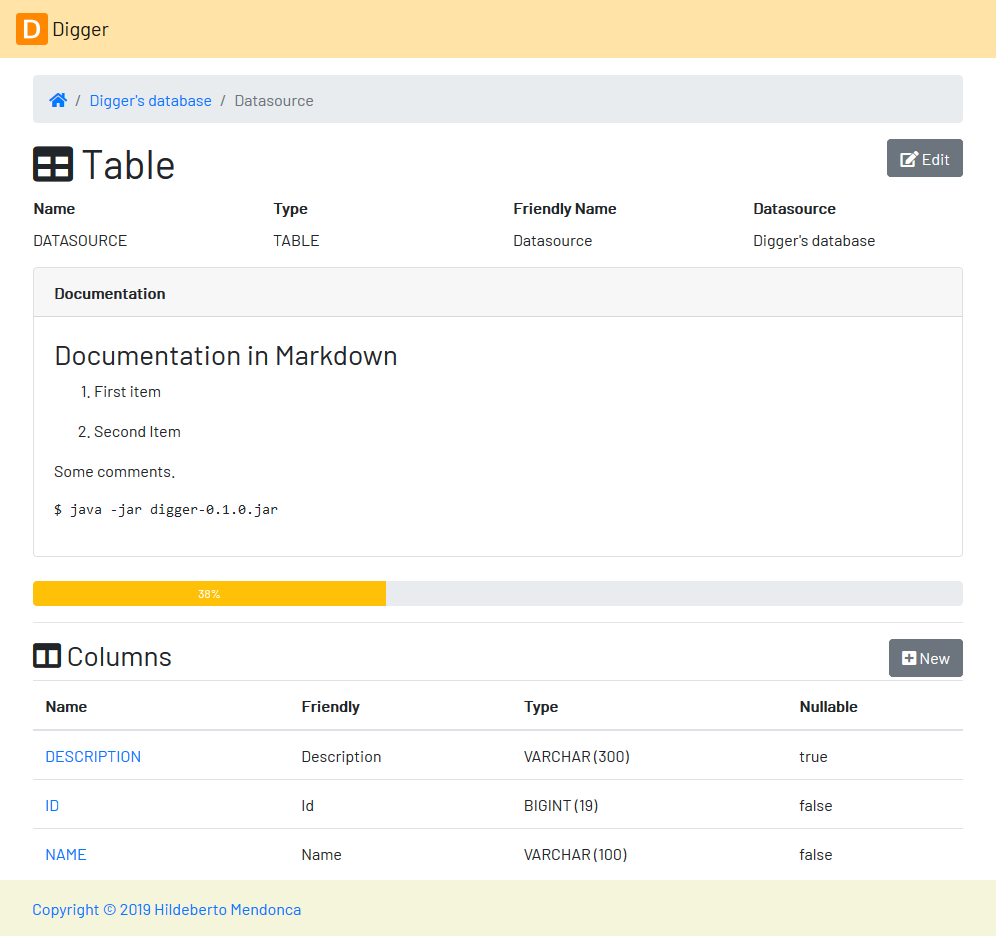 D Digger
/ Digger's database / Datasource
Table
Edit
Name Type Friendly Name Datasource
DATASOURCE TABLE Datasource Digger's database
Documentation
Documentation in Markdown
1. First item
2. Second Item
Some comments.
$ java -jar digger-0.1.0.jar
38%
Columns
New
Name Friendly Type Nullable
DESCRIPTION Description VARCHAR (300) true
ID Id BIGINT (19) false
NAME Name VARCHAR (100) false
Copyright © 2019 Hildeberto Mendonca